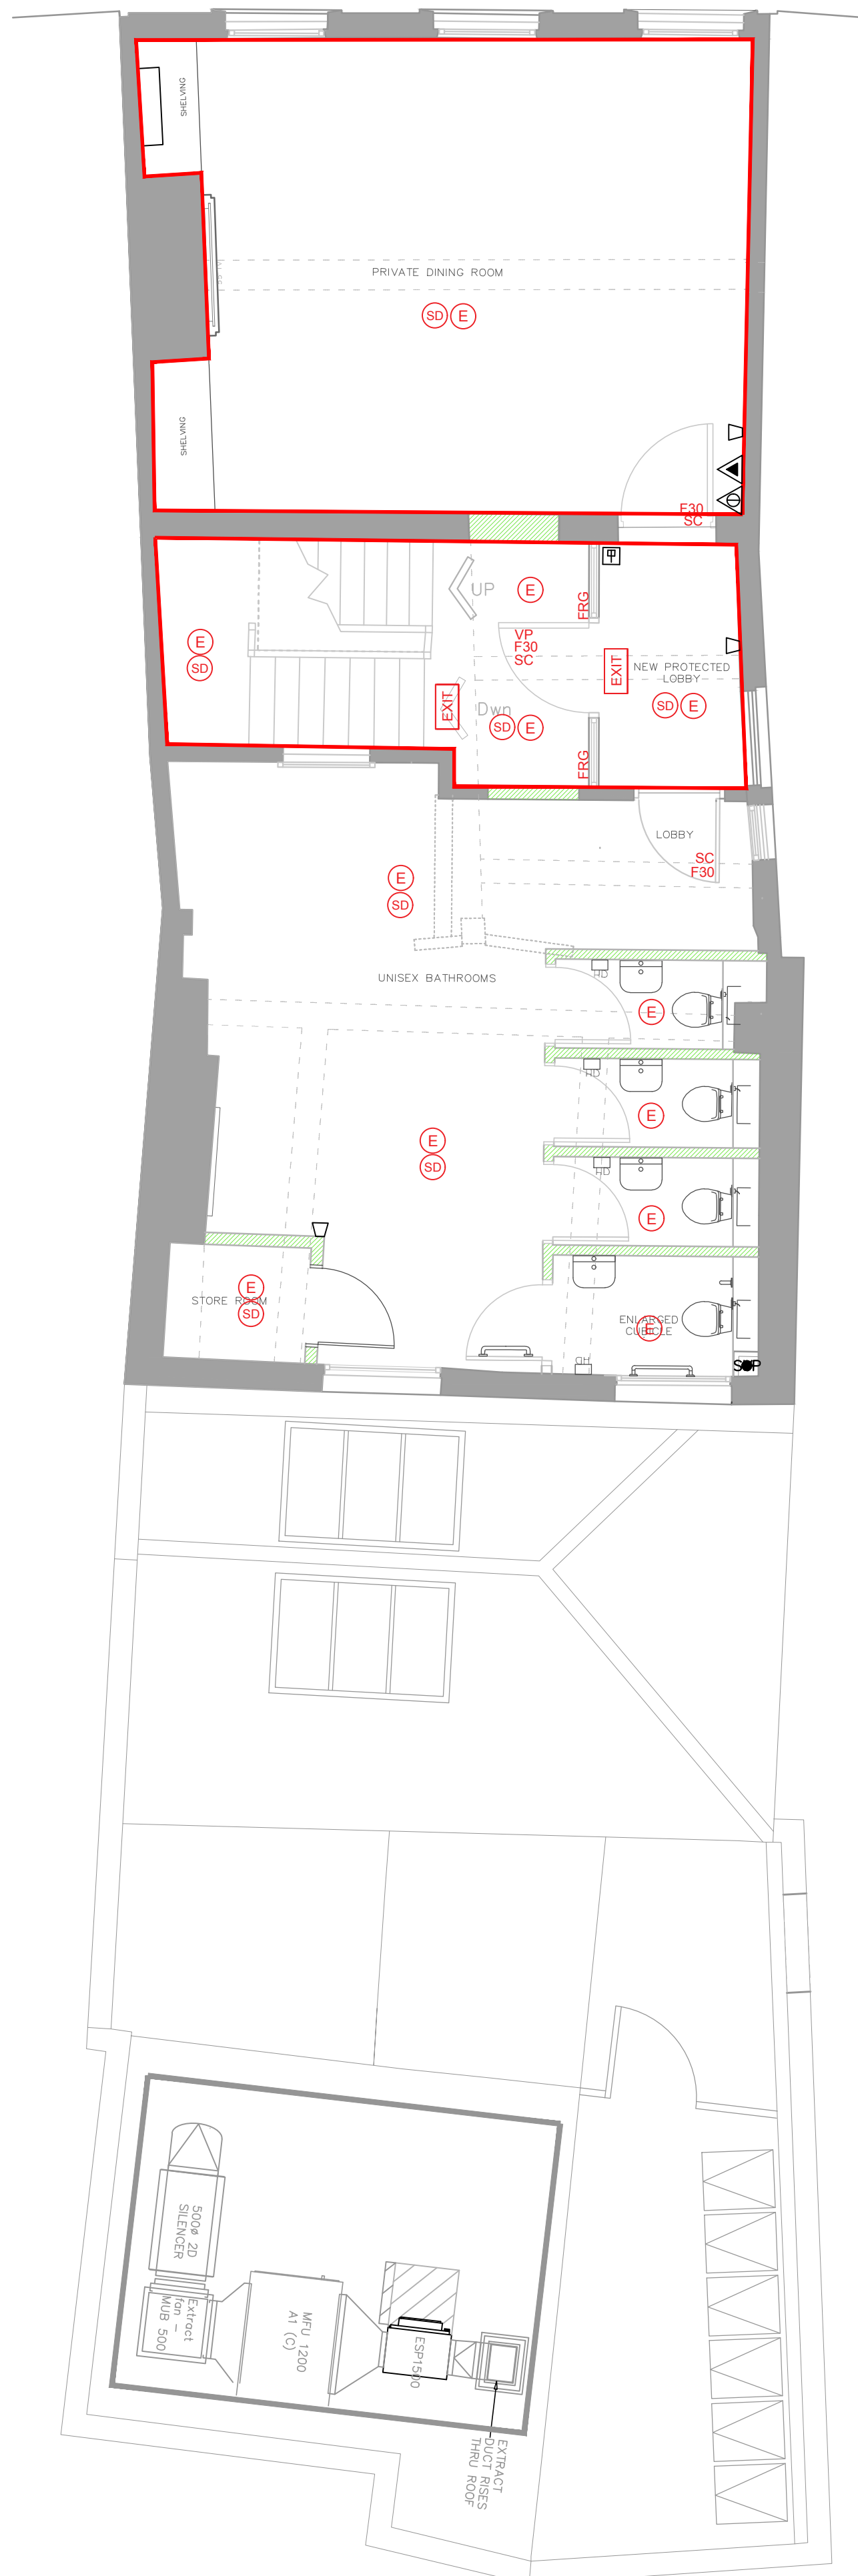 SHELVING
PRIVATE DINING ROOM
SD E
SHELVING
F30
SC
UP
E
FRG
VP
F30
SC
E
SD
EXIT
NEW PROTECTED
LOBBY
EXIT
Dwn
SD E
SD E
FRG
LOBBY
SC
F30
E
SD
UNISEX BATHROOMS
HD
E
HD
E
E
SD
HD
E
STORE ROOM
E
SD
ENLARGED
CUBICLE
E
HD
SOP
500ø 2D
SILENCER
Extract
fan –
MUB 500
MFU 1200
A1 (C)
ESP1500
EXTRACT
DUCT RISES
THRU ROOF